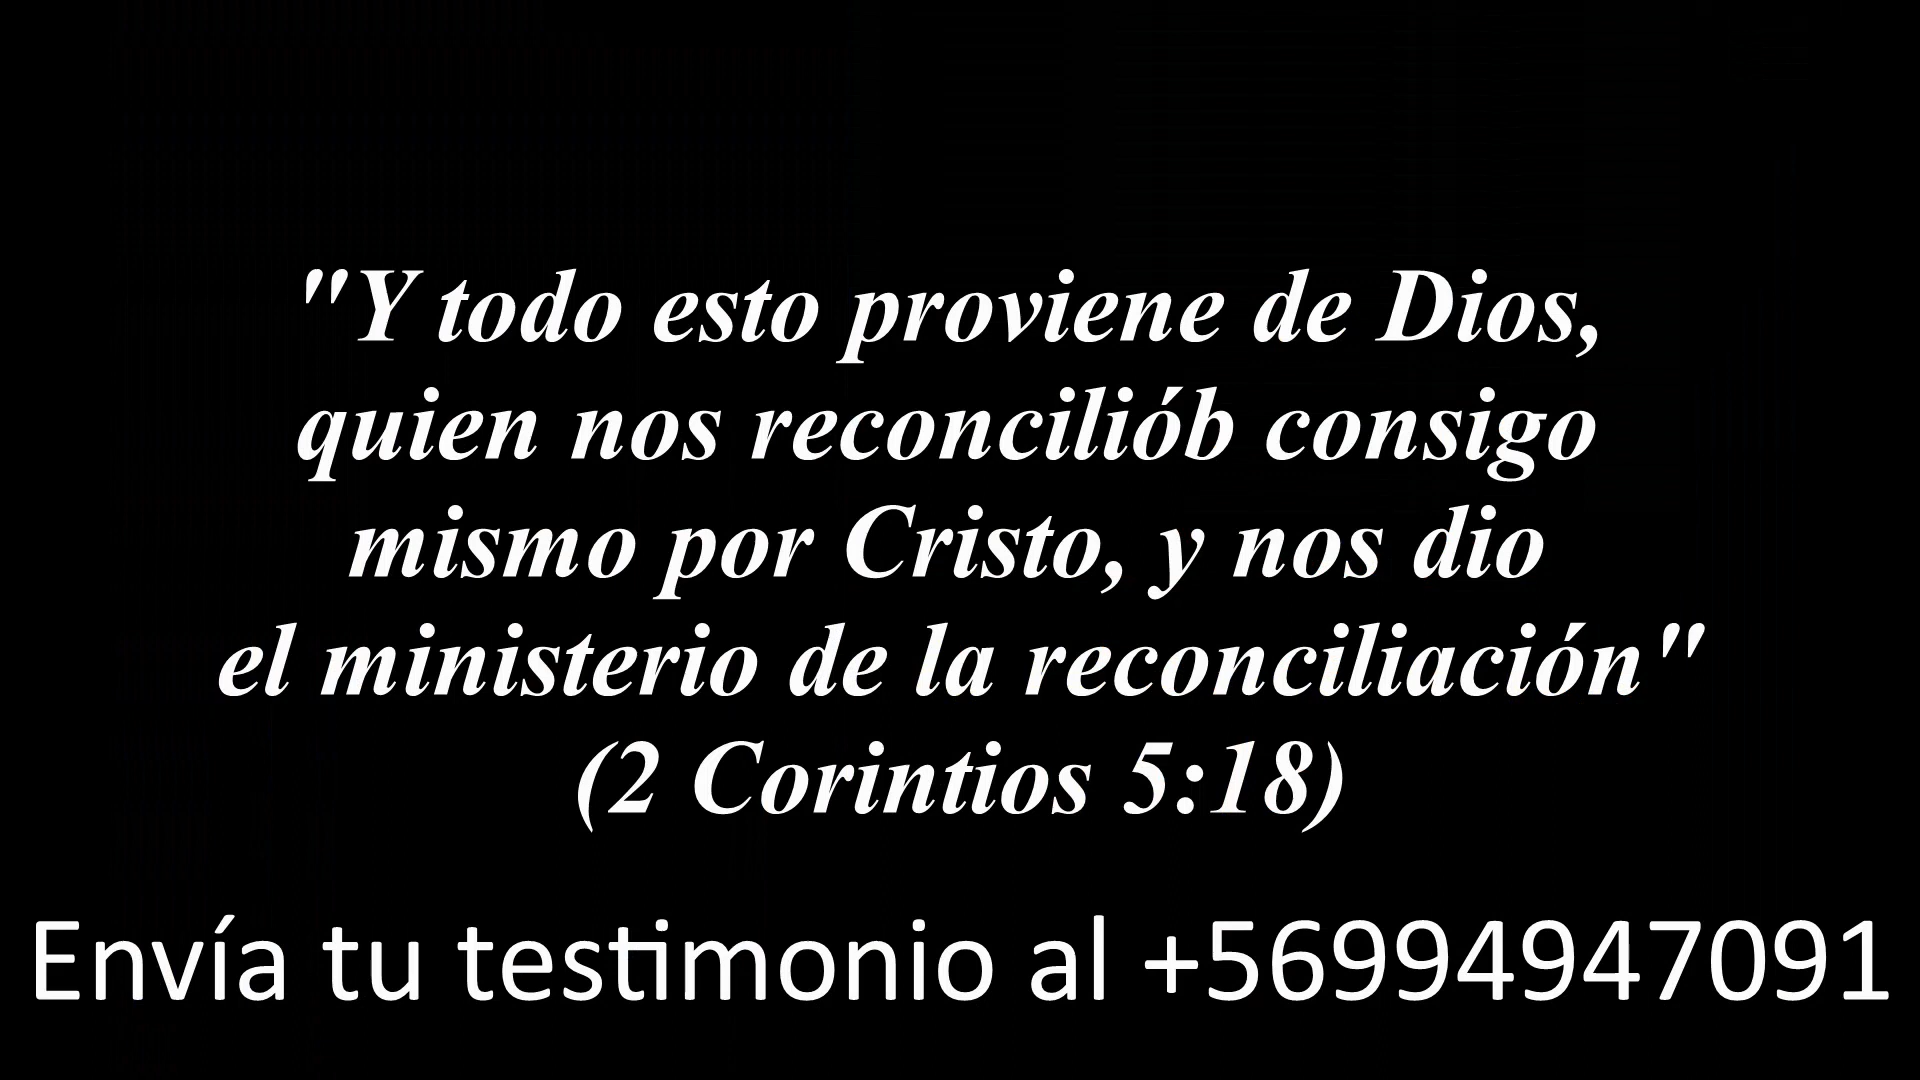 "Y todo esto proviene de Dios,
quien nos reconciliób consigo
mismo por Cristo, y nos dio
el ministerio de la reconciliación"
(2 Corintios 5:18)
Envía tu testimonio al +56994947091